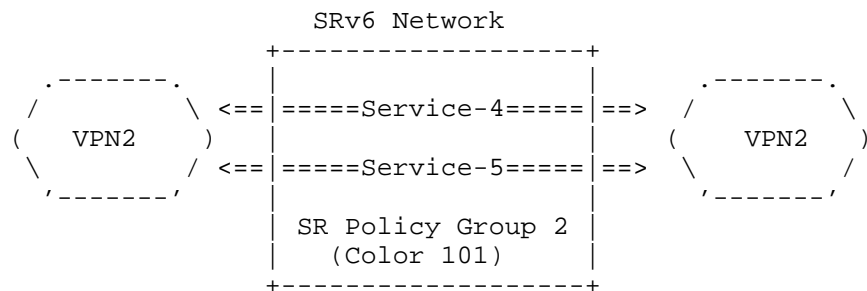 SRv6 Network
<==|=====Service-4=====|==>
VPN2 VPN2
<==|=====Service-5=====|==>
SR Policy Group 2
(Color 101)